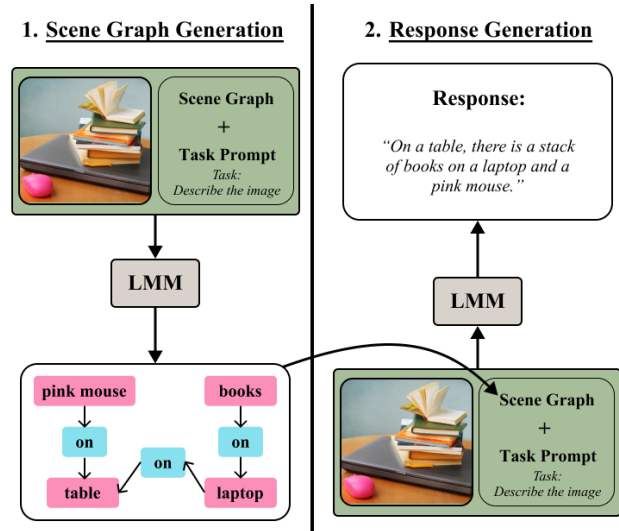 1. Scene Graph Generation
Scene Graph
+
Task Prompt
Task:
Describe the image
LMM
pink mouse
books
on
on
on
table
laptop
2. Response Generation
Response:
“On a table, there is a stack
of books on a laptop and a
pink mouse.”
LMM
Scene Graph
+
Task Prompt
Task:
Describe the image